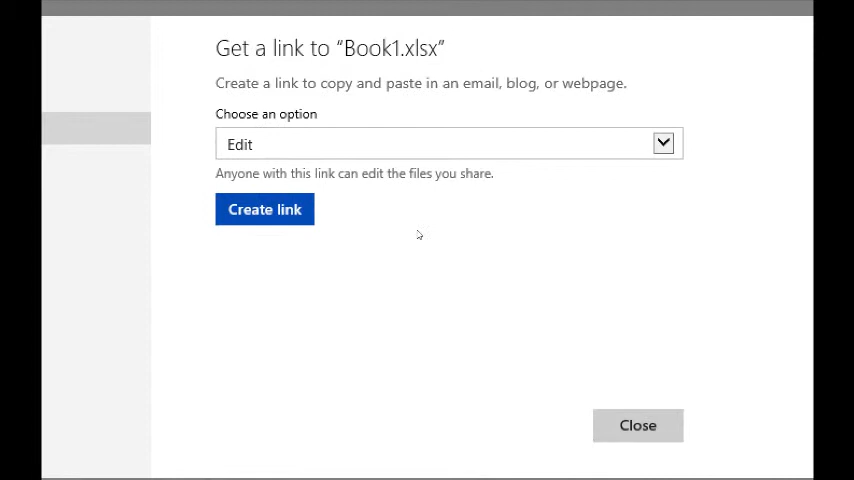 Get a link to “Book1.xlsx”
Create a link to copy and paste in an email, blog, or webpage.
Choose an option
Edit
Anyone with this link can edit the files you share.
Create link
Close